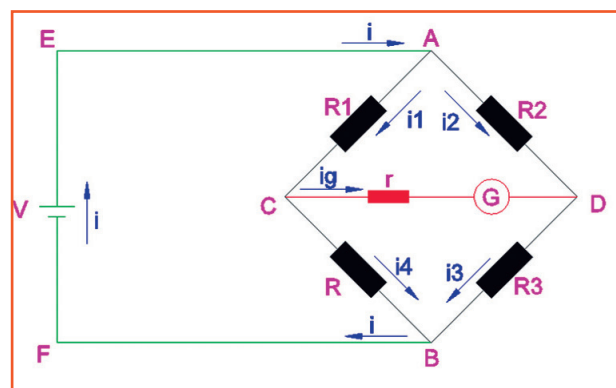 E i A
R1 i1 i2 R2
ig r
C G D
V i
R i4 i3 R3
i
F B